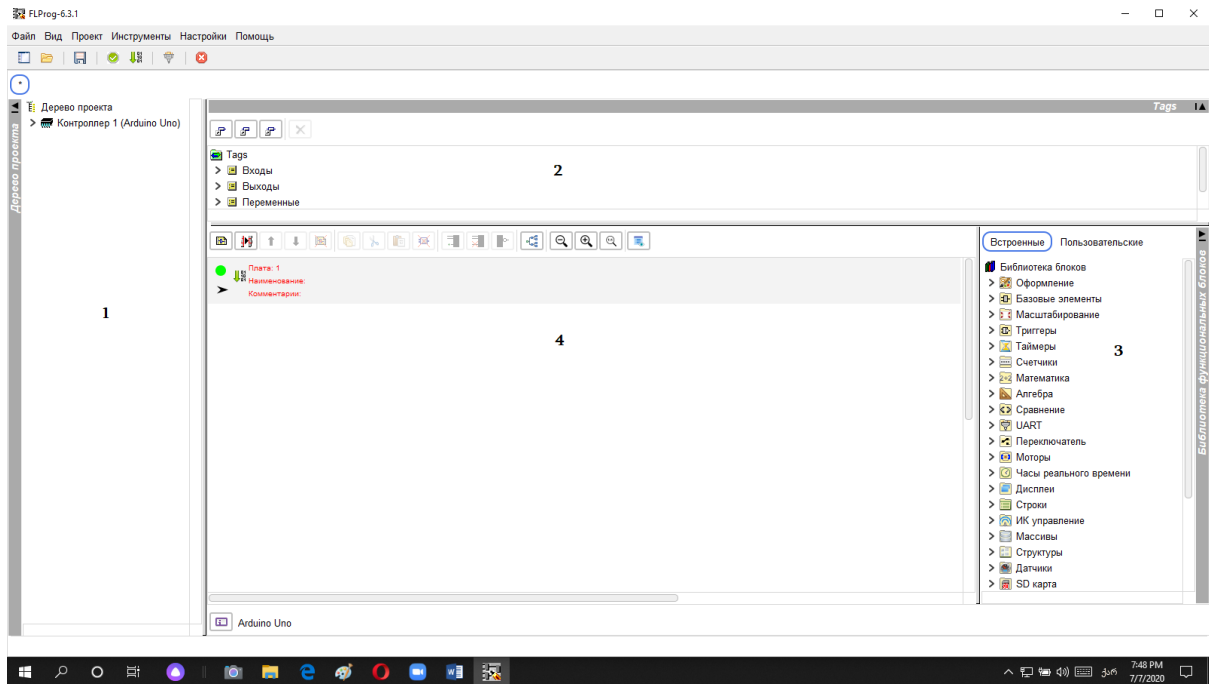 FLProg-6.3.1
Файл Вид Проект Инструменты Настройки Помощь
Дерево проекта
Дерево проекта
Контроллер 1 (Arduino Uno)
1
Tags
Tags
Входы
Выходы
Переменные
2
Плата: 1
Наименование:
Комментарии:
4
Встроенные Пользовательские
Библиотека блоков
Оформление
Базовые элементы
Масштабирование
Триггеры
Таймеры
Счетчики
Математика
Алгебра
Сравнение
UART
Переключатель
Моторы
Часы реального времени
Дисплеи
Строки
ИК управление
Массивы
Структуры
Датчики
SD карта
3
Библиотека функциональных блоков
Arduino Uno
ქარ
7:48 PM
7/7/2020